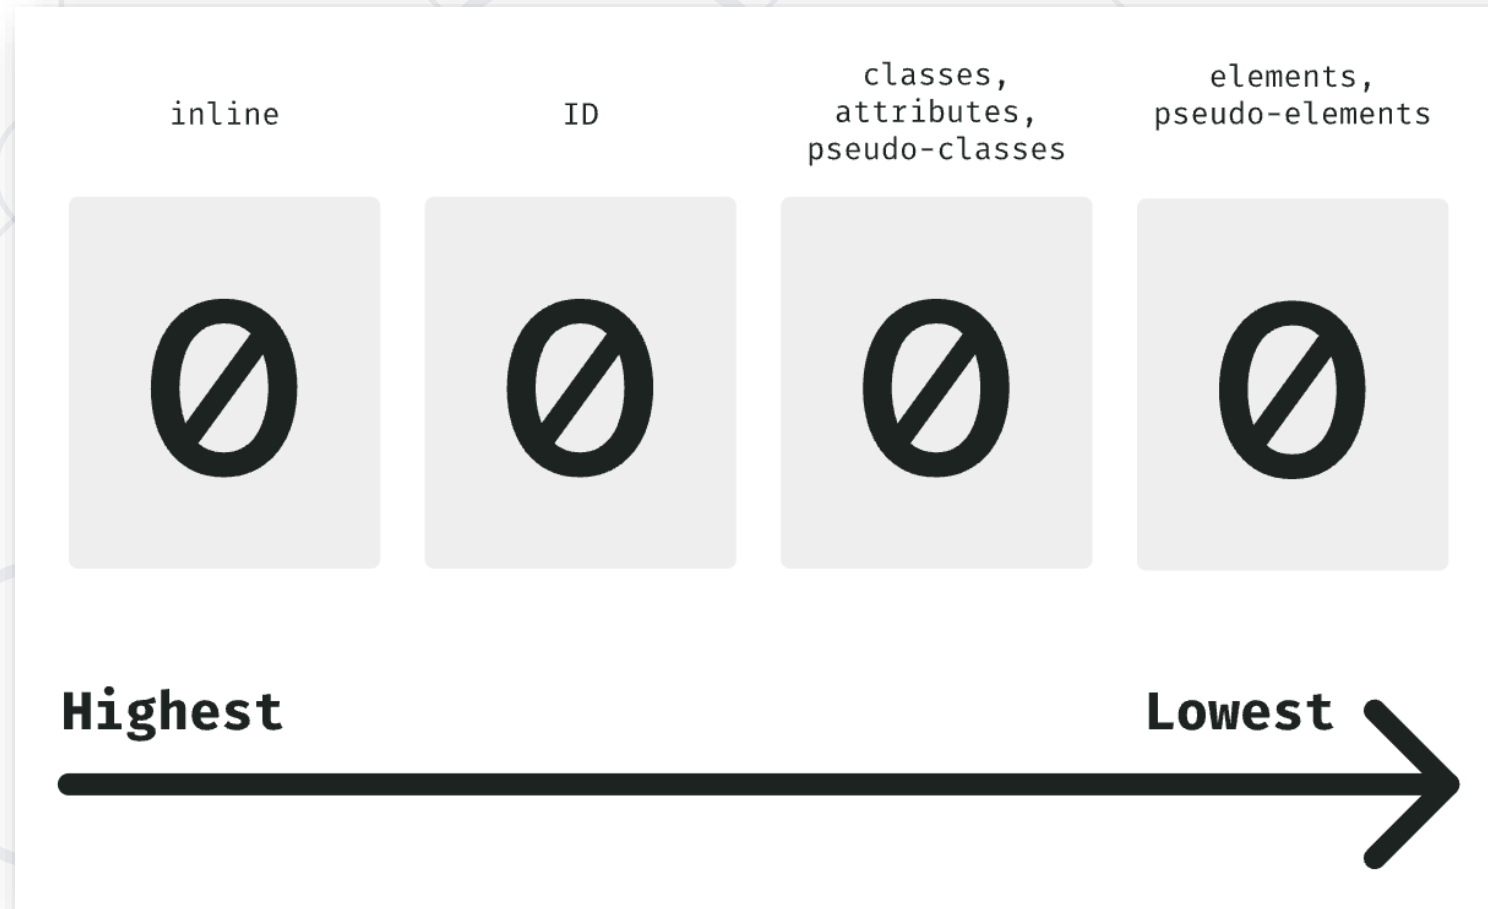 inline
ID
classes,
attributes,
pseudo-classes
elements,
pseudo-elements
0
0
0
0
Highest
Lowest